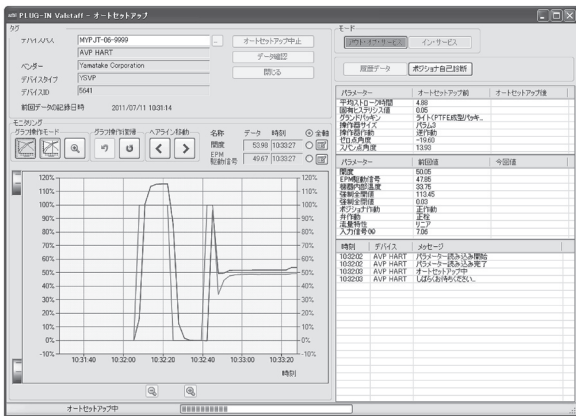 PLUG-IN Valstaff - オートセットアップ
タグ
デバイスパス MYPJT-06-9999 ...
AVP HART
ベンダー Yamatake Corporation
デバイスタイプ YSVP
デバイスID 5641
前回データの記録日時 2011/07/11 10:31:14
オートセットアップ中止
データ確認
閉じる
モード
アウト・オブ・サービス イン・サービス
履歴データ ポジショナ自己診断
モニタリング
グラフ操作モード グラフ操作復帰 ヘアライン移動
名称 データ 時刻 全軸
開度 53.98 10:33:27
EPM駆動信号 49.67 10:33:27
120% 120%
110% 110%
100% 100%
90% 90%
80% 80%
70% 70%
60% 60%
50% 50%
40% 40%
30% 30%
20% 20%
10% 10%
0% 0%
-10% -10%
10:31:40 10:32:00 10:32:20 10:32:40 10:33:00 10:33:20
時刻
パラメーター オートセットアップ前 オートセットアップ後
平均ストローク時間 4.88
固有ヒステリシス値 0.05
グランドパッキン ライト(PTFE成型パッキ...
操作器サイズ パラム3
操作器作動 逆作動
ゼロ点角度 -19.60
スパン点角度 13.93
パラメーター 前回値 今回値
開度 50.05
EPM駆動信号 47.85
機器内部温度 33.75
強制全開値 113.45
強制全閉値 0.03
ポジショナ作動 正作動
弁作動 正栓
流量特性 リニア
入力信号(%) 7.06
時刻 デバイス メッセージ
10:32:02 AVP HART パラメーター読み込み開始
10:32:02 AVP HART パラメーター読み込み完了
10:32:03 AVP HART オートセットアップ中
10:32:03 AVP HART しばらくお待ちください..
オートセットアップ中